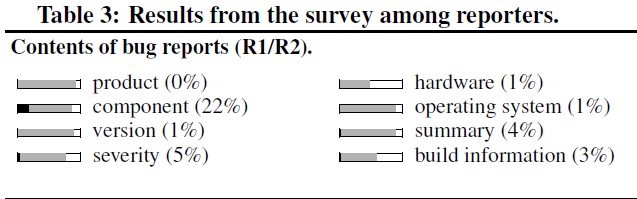 Table 3: Results from the survey among reporters.
Contents of bug reports (R1/R2).
product (0%)
component (22%)
version (1%)
severity (5%)
hardware (1%)
operating system (1%)
summary (4%)
build information (3%)